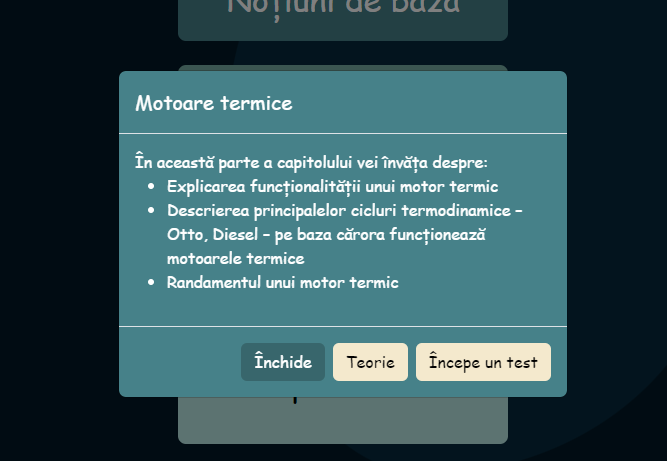 Noțiuni de bază
Motoare termice
În această parte a capitolului vei învăța despre:
• Explicarea funcționalității unui motor termic
• Descrierea principalelor cicluri termodinamice –
Otto, Diesel – pe baza cărora funcționează
motoarele termice
• Randamentul unui motor termic
Închide
Teorie
Începe un test